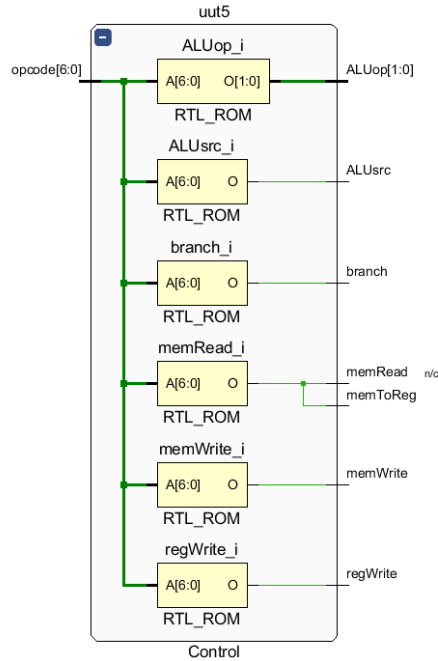 uut5
ALUop_i
opcode[6:0]
A[6:0] O[1:0]
ALUop[1:0]
RTL_ROM
ALUsrc_i
A[6:0] O
ALUsrc
RTL_ROM
branch_i
A[6:0] O
branch
RTL_ROM
memRead_i
A[6:0] O
memRead n/c
memToReg
RTL_ROM
memWrite_i
A[6:0] O
memWrite
RTL_ROM
regWrite_i
A[6:0] O
regWrite
RTL_ROM
Control